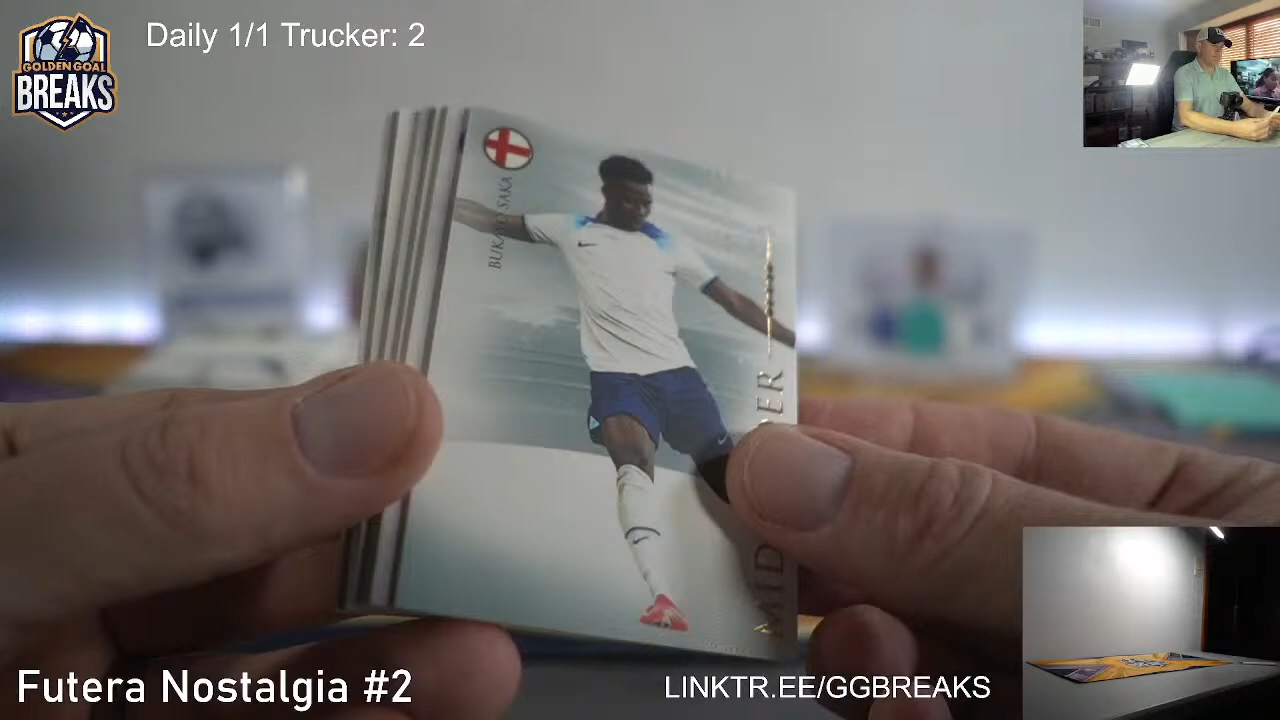 Daily 1/1 Trucker: 2
GOLDEN GOAL
BREAKS
BUKAYO SAKA
Futera Nostalgia #2
LINKTR.EE/GGBREAKS